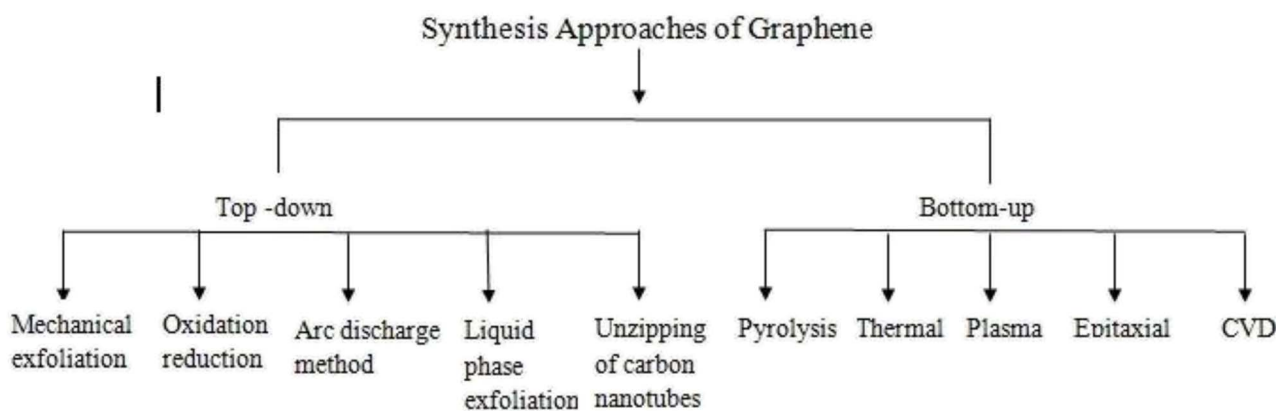 Synthesis Approaches of Graphene
Top -down
Bottom-up
Mechanical
exfoliation
Oxidation
reduction
Arc discharge
method
Liquid
phase
exfoliation
Unzipping
of carbon
nanotubes
Pyrolysis
Thermal
Plasma
Epitaxial
CVD